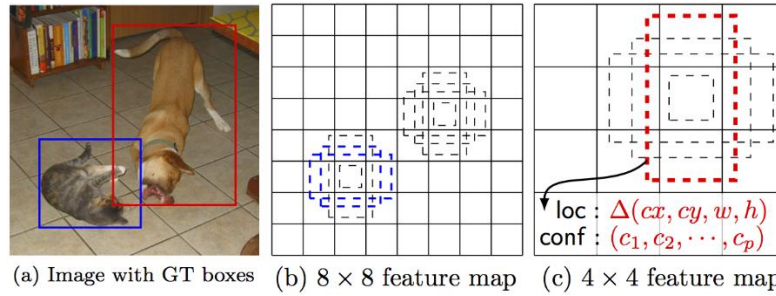 loc : Δ(cx, cy, w, h)
conf : (c₁, c₂, ⋯, cₚ)
(a) Image with GT boxes
(b) 8 × 8 feature map
(c) 4 × 4 feature map